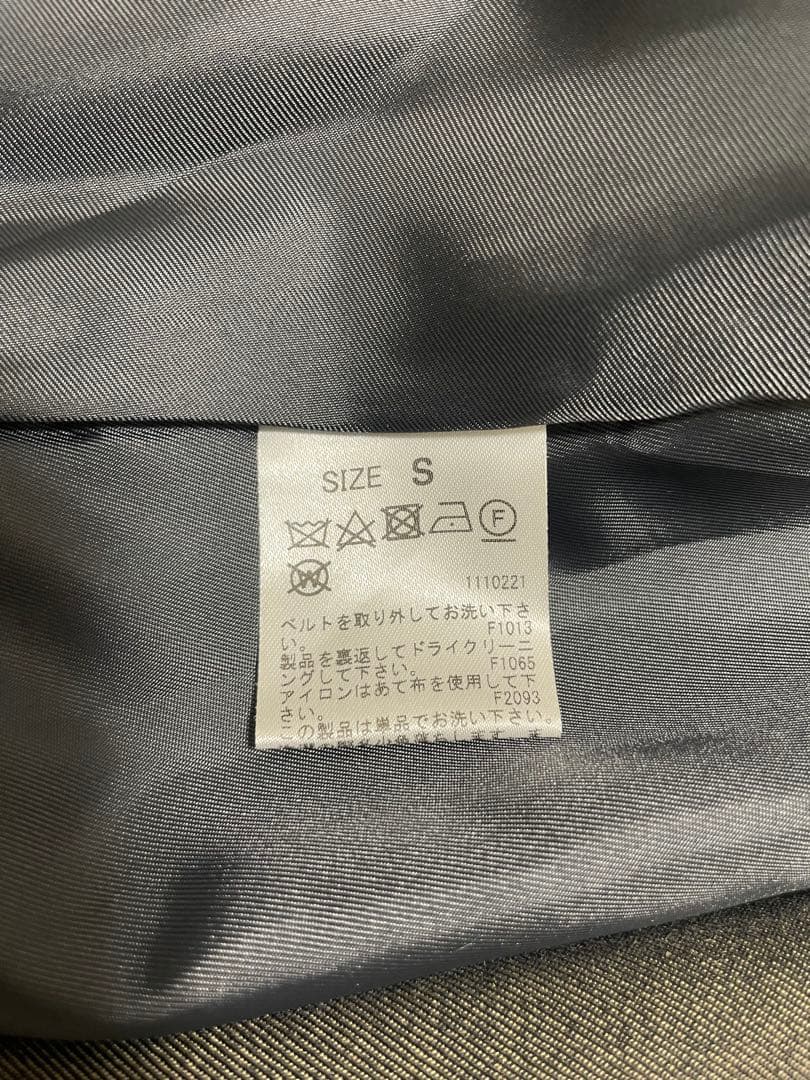 SIZE S
F
W
1110221
ベルトを取り外してお洗い下さ
い。 F1013
製品を裏返してドライクリーニ
ングして下さい。 F1065
アイロンはあて布を使用して下
さい。 F2093
この製品は単品でお洗い下さい。